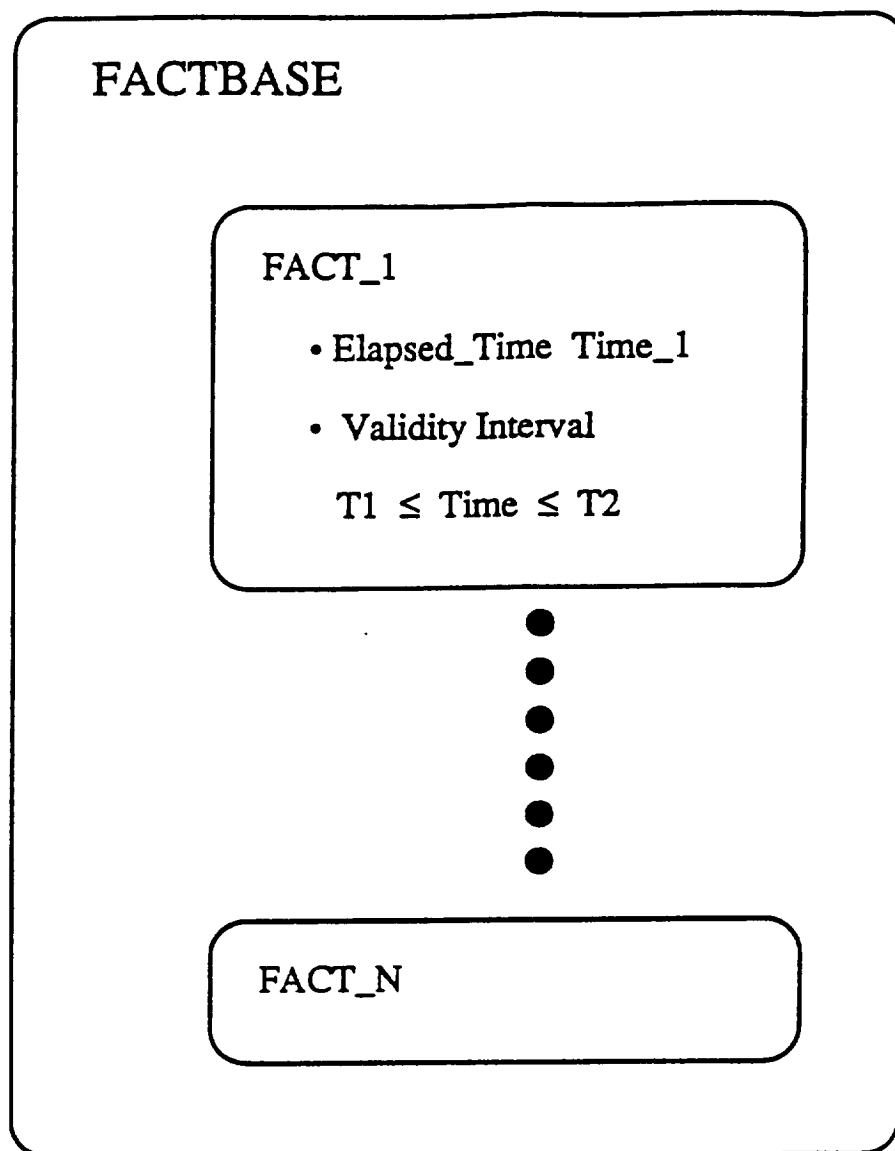 FACTBASE
FACT_1
• Elapsed_Time Time_1
• Validity Interval
T1 ≤ Time ≤ T2
FACT_N